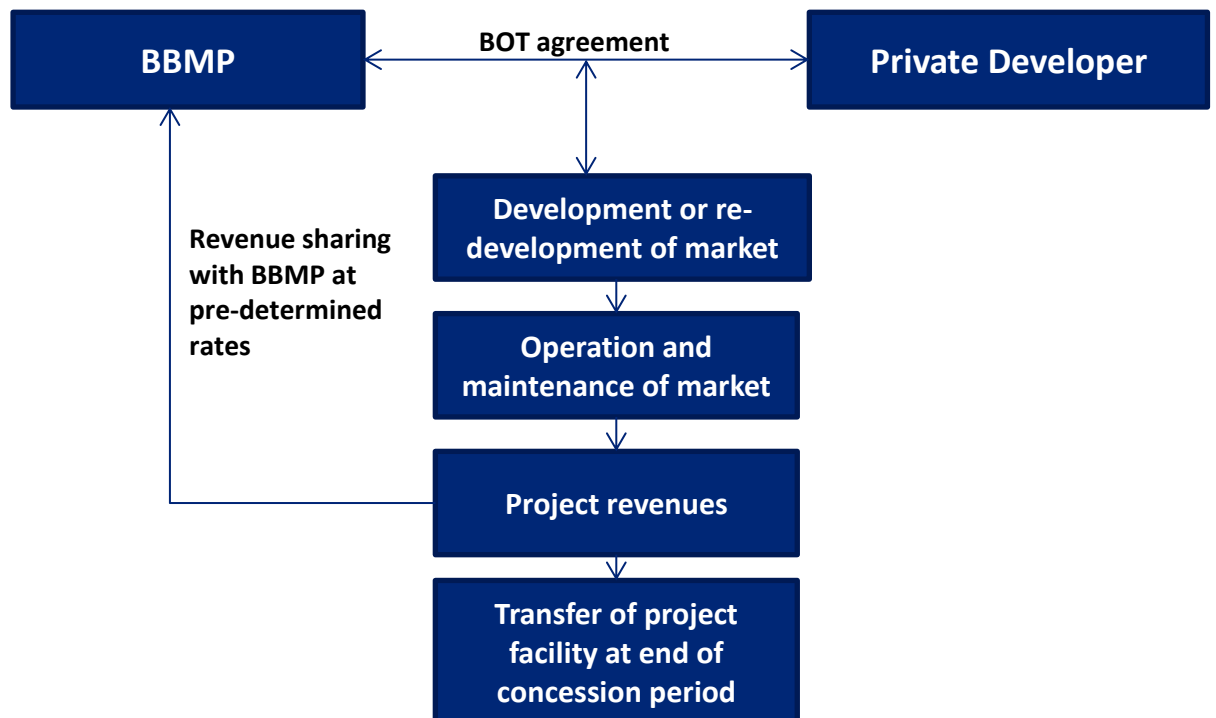 BBMP
BOT agreement
Private Developer
Development or re-
development of market
Revenue sharing
with BBMP at
pre-determined
rates
Operation and
maintenance of market
Project revenues
Transfer of project
facility at end of
concession period